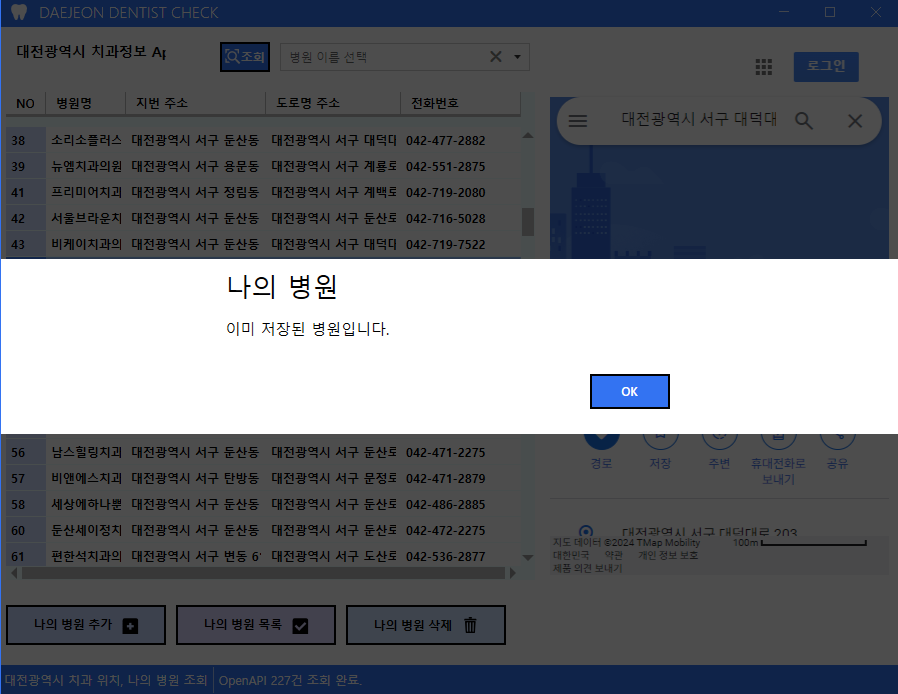 DAEJEON DENTIST CHECK
대전광역시 치과정보 Ap
조회
병원 이름 선택
로그인
NO 병원명 지번 주소 도로명 주소 전화번호
대전광역시 서구 대덕대
38 소리소플러스 대전광역시 서구 둔산동 대전광역시 서구 대덕대 042-477-2882
39 뉴엠치과의원 대전광역시 서구 용문동 대전광역시 서구 계룡로 042-551-2875
41 프리미어치과 대전광역시 서구 정림동 대전광역시 서구 계백로 042-719-2080
42 서울브라운치 대전광역시 서구 둔산동 대전광역시 서구 둔산로 042-716-5028
43 비케이치과의 대전광역시 서구 둔산동 대전광역시 서구 대덕대 042-719-7522
나의 병원
이미 저장된 병원입니다.
OK
56 남스힐링치과 대전광역시 서구 둔산동 대전광역시 서구 둔산로 042-471-2275
57 비앤에스치과 대전광역시 서구 탄방동 대전광역시 서구 문정로 042-471-2879
58 세상에하나뿐 대전광역시 서구 둔산동 대전광역시 서구 둔산로 042-486-2885
60 둔산세이정치 대전광역시 서구 둔산동 대전광역시 서구 둔산로 042-472-2275
61 편한석치과의 대전광역시 서구 변동 6 대전광역시 서구 도산로 042-536-2877
경로 저장 주변 휴대전화로 보내기 공유
대전광역시 서구 대덕대로 203
지도 데이터 ©2024 TMap Mobility 100m
대한민국 약관 개인 정보 보호
제품 의견 보내기
나의 병원 추가
나의 병원 목록
나의 병원 삭제
대전광역시 치과 위치, 나의 병원 조회 OpenAPI 227건 조회 완료.